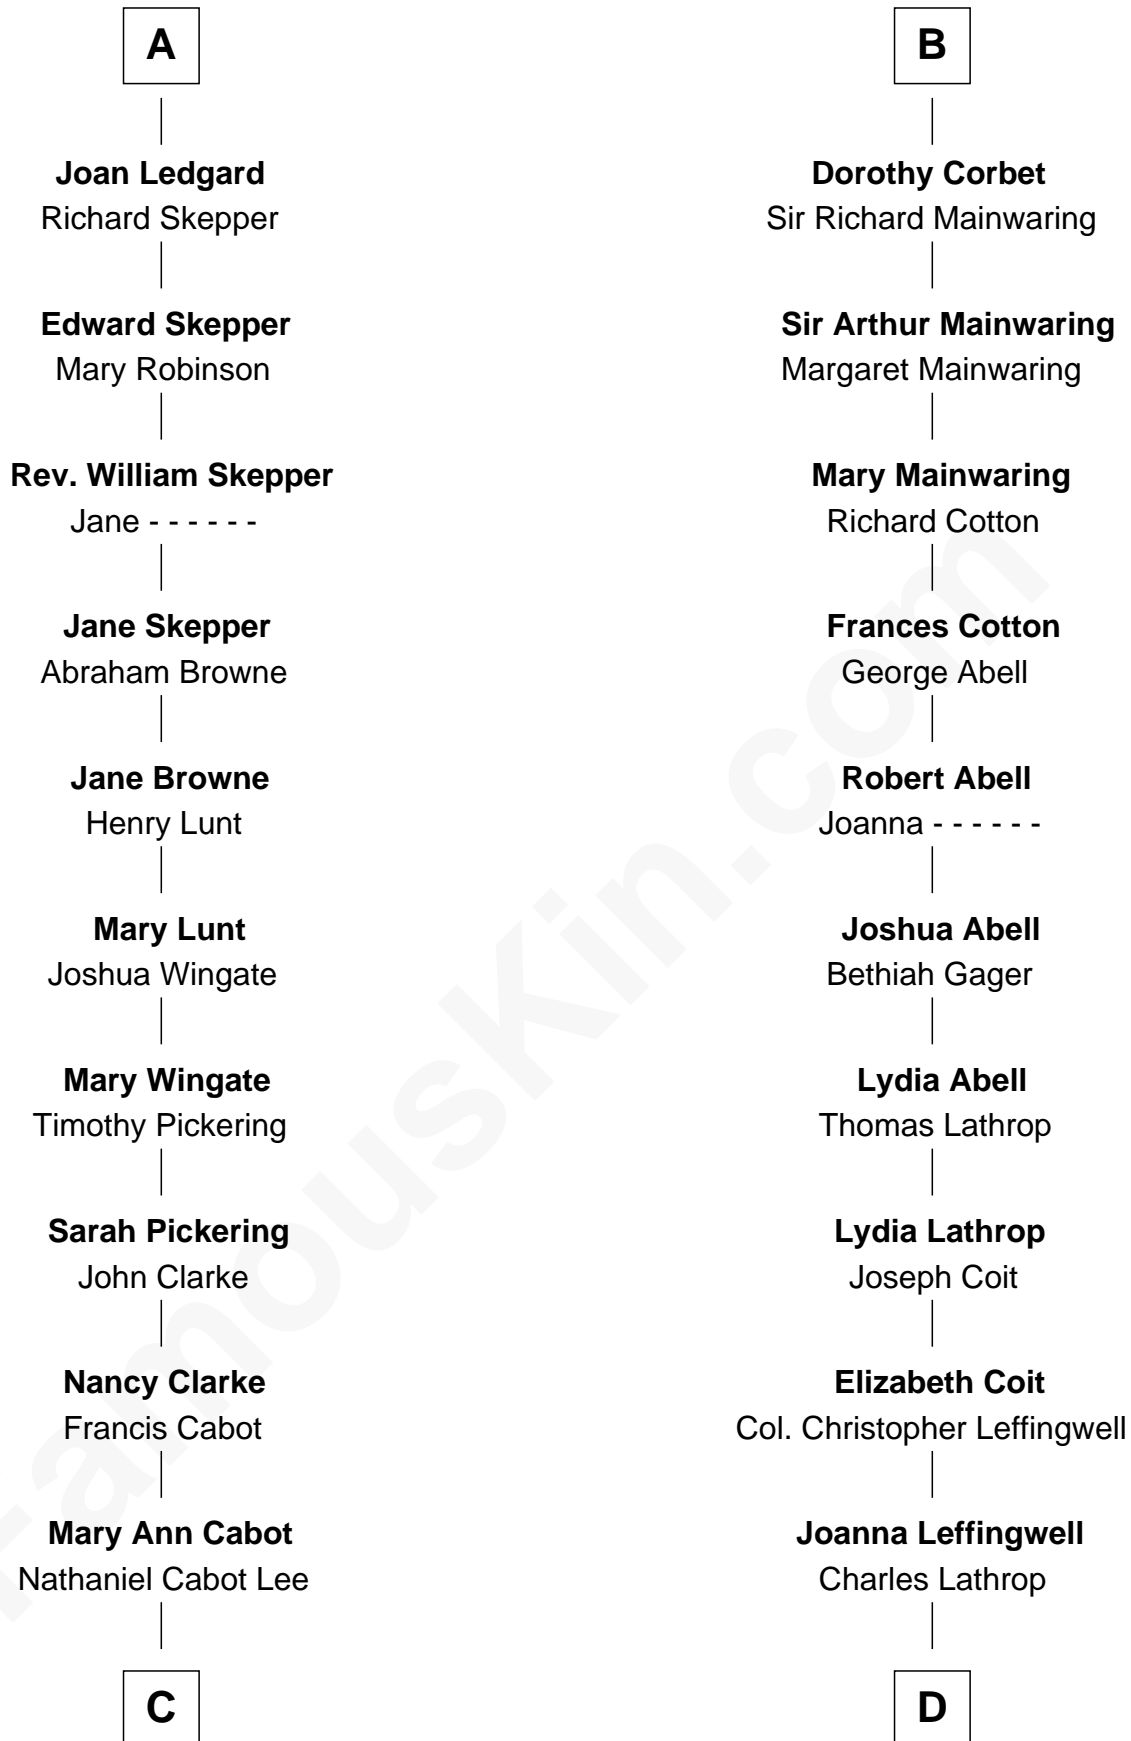 A
Joan Ledgard
Richard Skepper
Edward Skepper
Mary Robinson
Rev. William Skepper
Jane - - - - - -
Jane Skepper
Abraham Browne
Jane Browne
Henry Lunt
Mary Lunt
Joshua Wingate
Mary Wingate
Timothy Pickering
Sarah Pickering
John Clarke
Nancy Clarke
Francis Cabot
Mary Ann Cabot
Nathaniel Cabot Lee
C
B
Dorothy Corbet
Sir Richard Mainwaring
Sir Arthur Mainwaring
Margaret Mainwaring
Mary Mainwaring
Richard Cotton
Frances Cotton
George Abell
Robert Abell
Joanna - - - - - -
Joshua Abell
Bethiah Gager
Lydia Abell
Thomas Lathrop
Lydia Lathrop
Joseph Coit
Elizabeth Coit
Col. Christopher Leffingwell
Joanna Leffingwell
Charles Lathrop
D
FamousKin.com